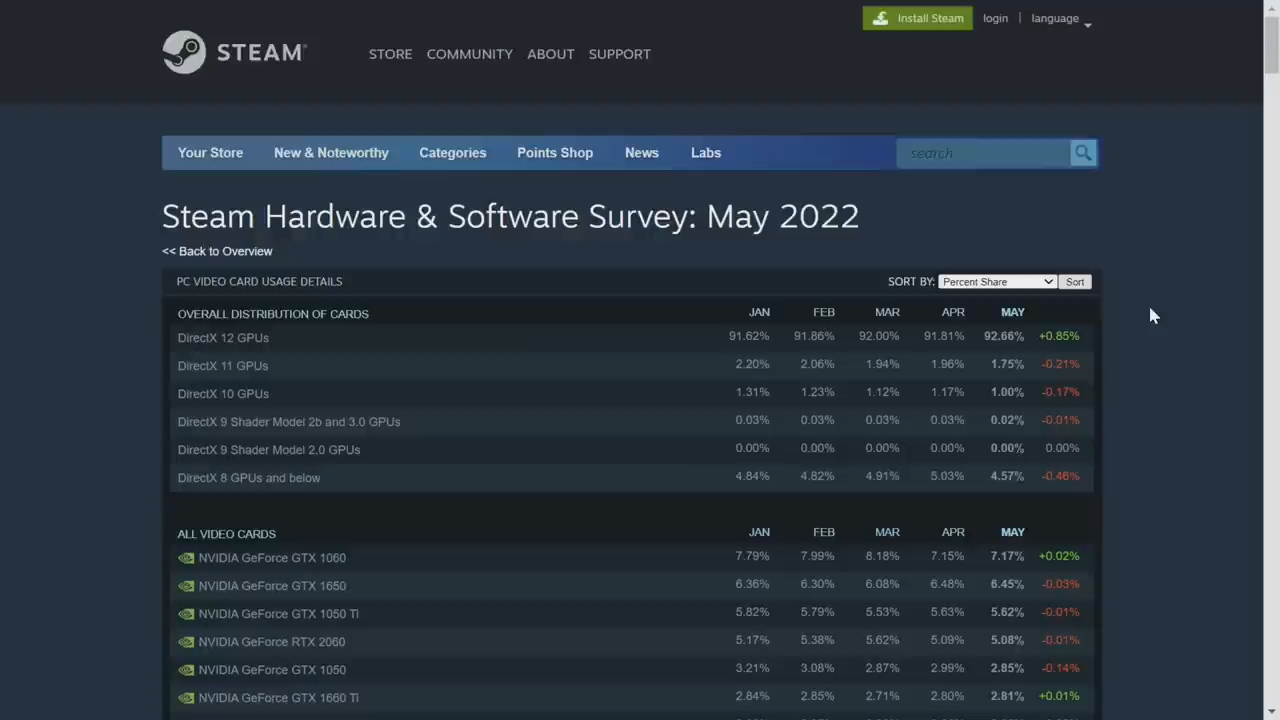 Install Steam login | language
STEAM STORE COMMUNITY ABOUT SUPPORT
Your Store New & Noteworthy Categories Points Shop News Labs search
Steam Hardware & Software Survey: May 2022
<< Back to Overview
PC VIDEO CARD USAGE DETAILS SORT BY: Percent Share Sort
OVERALL DISTRIBUTION OF CARDS JAN FEB MAR APR MAY
DirectX 12 GPUs 91.62% 91.86% 92.00% 91.81% 92.66% +0.85%
DirectX 11 GPUs 2.20% 2.06% 1.94% 1.96% 1.75% -0.21%
DirectX 10 GPUs 1.31% 1.23% 1.12% 1.17% 1.00% -0.17%
DirectX 9 Shader Model 2b and 3.0 GPUs 0.03% 0.03% 0.03% 0.03% 0.02% -0.01%
DirectX 9 Shader Model 2.0 GPUs 0.00% 0.00% 0.00% 0.00% 0.00% 0.00%
DirectX 8 GPUs and below 4.84% 4.82% 4.91% 5.03% 4.57% -0.46%
ALL VIDEO CARDS JAN FEB MAR APR MAY
NVIDIA GeForce GTX 1060 7.79% 7.99% 8.18% 7.15% 7.17% +0.02%
NVIDIA GeForce GTX 1650 6.36% 6.30% 6.08% 6.48% 6.45% -0.03%
NVIDIA GeForce GTX 1050 Ti 5.82% 5.79% 5.53% 5.63% 5.62% -0.01%
NVIDIA GeForce RTX 2060 5.17% 5.38% 5.62% 5.09% 5.08% -0.01%
NVIDIA GeForce GTX 1050 3.21% 3.08% 2.87% 2.99% 2.85% -0.14%
NVIDIA GeForce GTX 1660 Ti 2.84% 2.85% 2.71% 2.80% 2.81% +0.01%